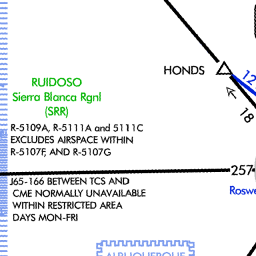 HONDS
12
RUIDOSO
Sierra Blanca Rgnl
(SRR)
18
R-5109A, R-5111A and 5111C
EXCLUDES AIRSPACE WITHIN
R-5107F, AND R-5107G
257
J65-166 BETWEEN TCS AND
CME NORMALLY UNAVAILABLE
WITHIN RESTRICTED AREA
DAYS MON-FRI
ALBUQUERQUE